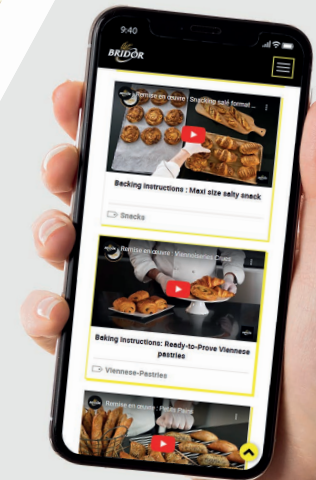 9:40
BRIDOR
Remise en œuvre : Snacking salé format ...
Backing Instructions : Maxi size salty snack
Snacks
Remise en œuvre : Viennoiseries Crues
Baking Instructions: Ready-to-Prove Viennese
pastries
Viennese-Pastries
Remise en œuvre : Petits Pains